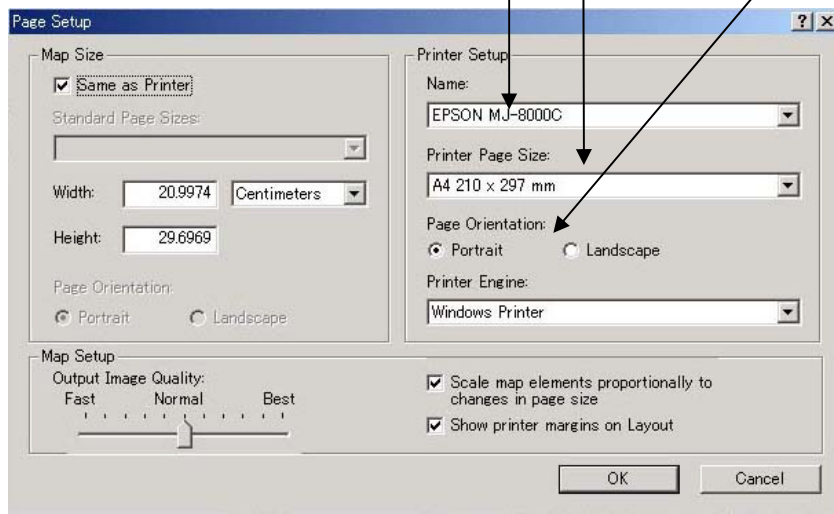 Page Setup
Map Size
Same as Printer
Standard Page Sizes:
Width: 20.9974 Centimeters
Height: 29.6969
Page Orientation:
Portrait Landscape
Printer Setup
Name:
EPSON MJ-8000C
Printer Page Size:
A4 210 x 297 mm
Page Orientation:
Portrait Landscape
Printer Engine:
Windows Printer
Map Setup
Output Image Quality:
Fast Normal Best
Scale map elements proportionally to
changes in page size
Show printer margins on Layout
OK Cancel